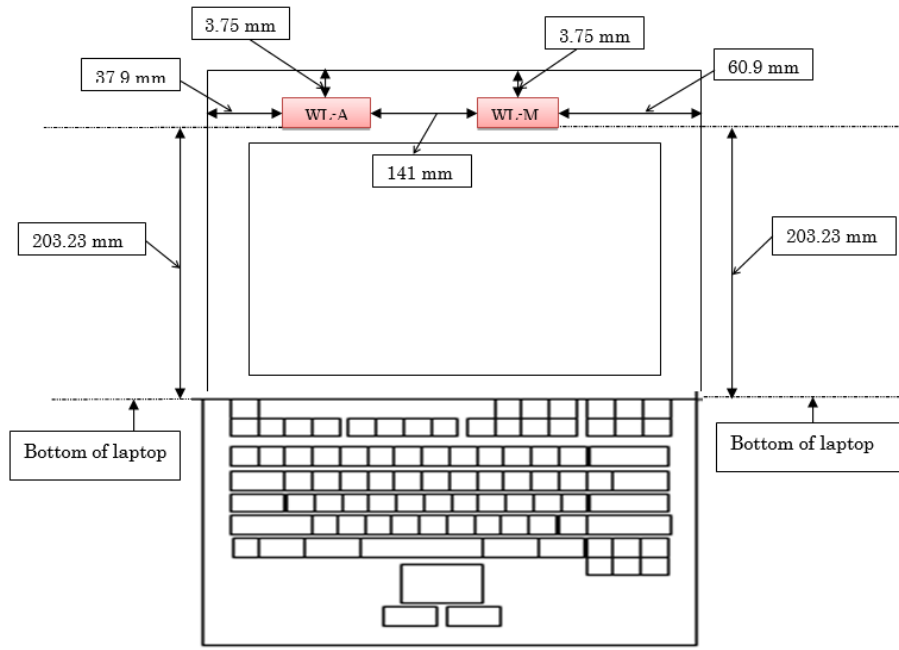 3.75 mm
3.75 mm
37.9 mm
60.9 mm
WL-A
WL-M
141 mm
203.23 mm
203.23 mm
Bottom of laptop
Bottom of laptop